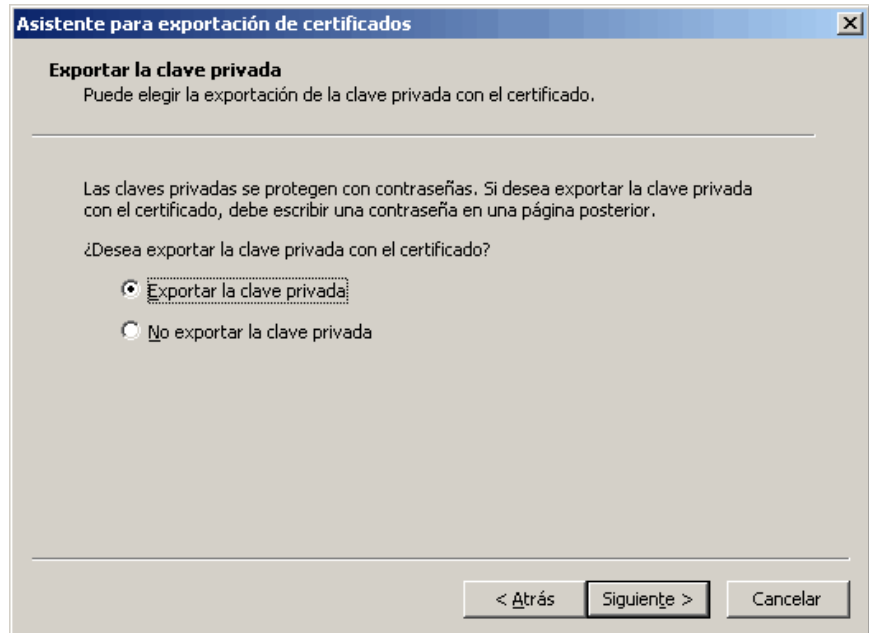 Asistente para exportación de certificados
Exportar la clave privada
Puede elegir la exportación de la clave privada con el certificado.
Las claves privadas se protegen con contraseñas. Si desea exportar la clave privada
con el certificado, debe escribir una contraseña en una página posterior.
¿Desea exportar la clave privada con el certificado?
Exportar la clave privada
No exportar la clave privada
< Atrás
Siguiente >
Cancelar